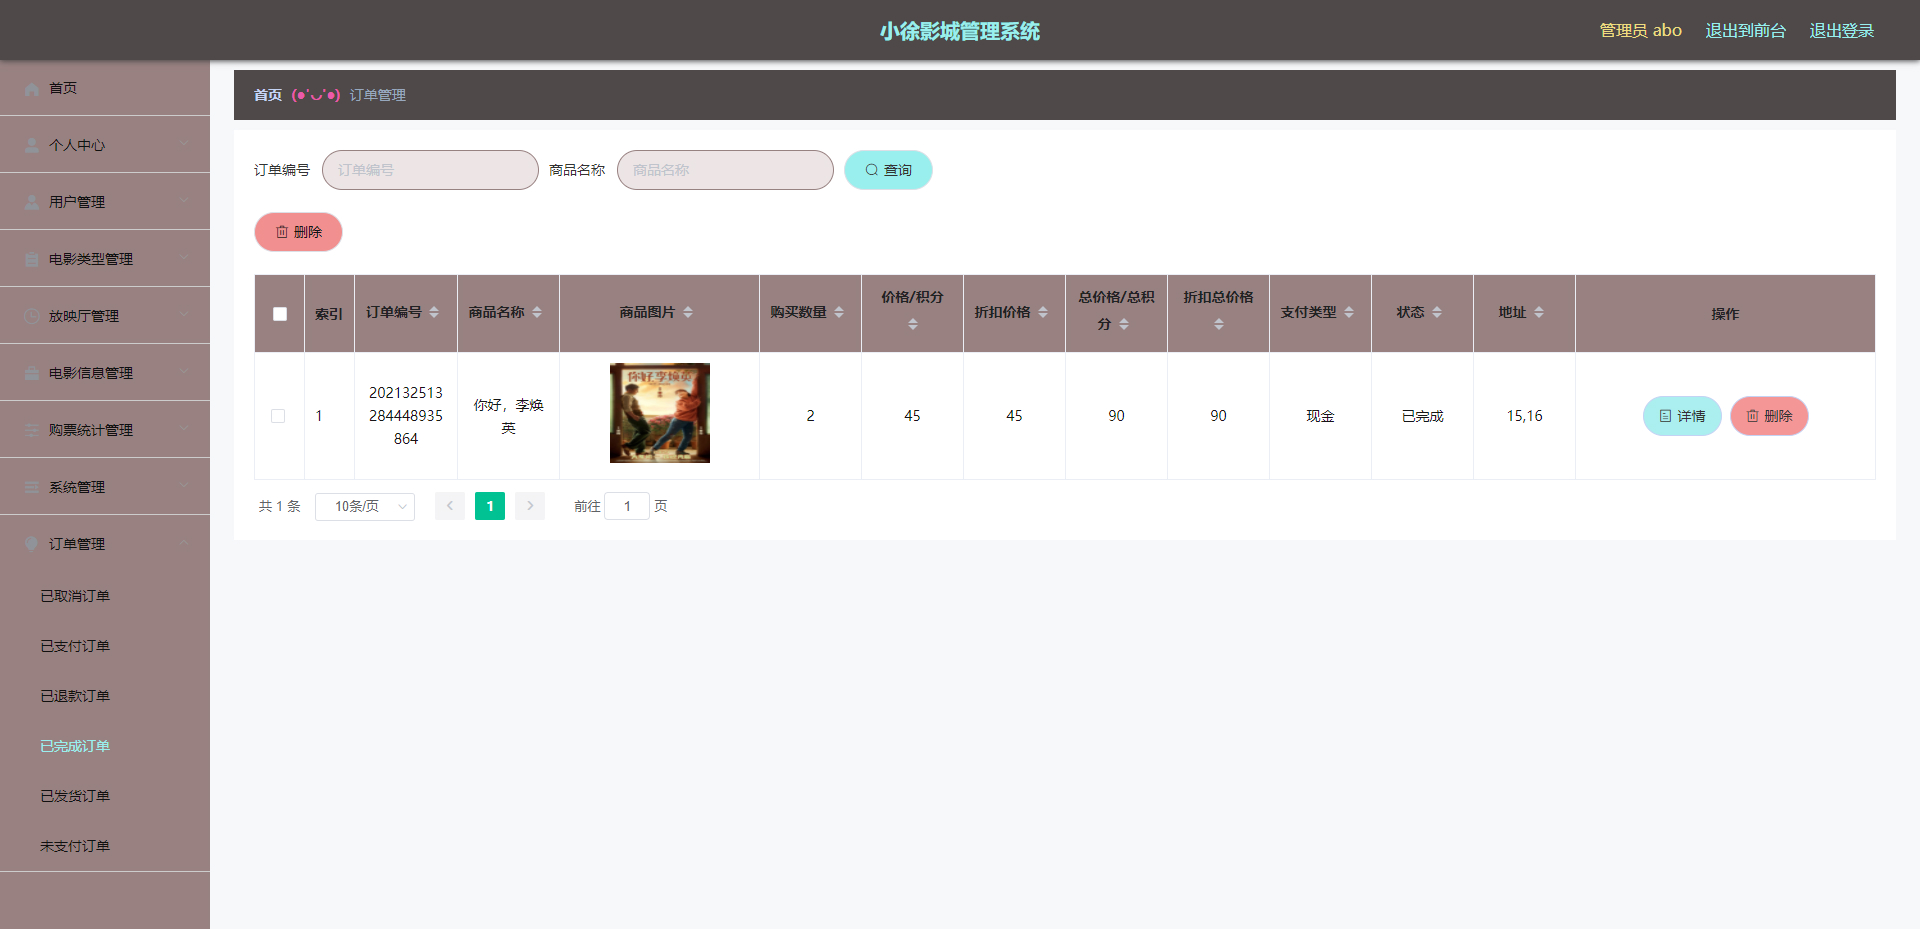 小徐影城管理系统
管理员 abo
退出到前台
退出登录
首页
个人中心
用户管理
电影类型管理
放映厅管理
电影信息管理
购票统计管理
系统管理
订单管理
已取消订单
已支付订单
已退款订单
已完成订单
已发货订单
未支付订单
首页 (●'◡'●) 订单管理
订单编号 订单编号 商品名称 商品名称 查询
删除
索引 订单编号 商品名称 商品图片 购买数量 价格/积分 折扣价格 总价格/总积分 折扣总价格 支付类型 状态 地址 操作
1
202132513
284448935
864
你好，李焕
英
你好李焕英
2 45 45 90 90 现金 已完成 15,16 详情 删除
共 1 条 10条/页 1 前往 1 页